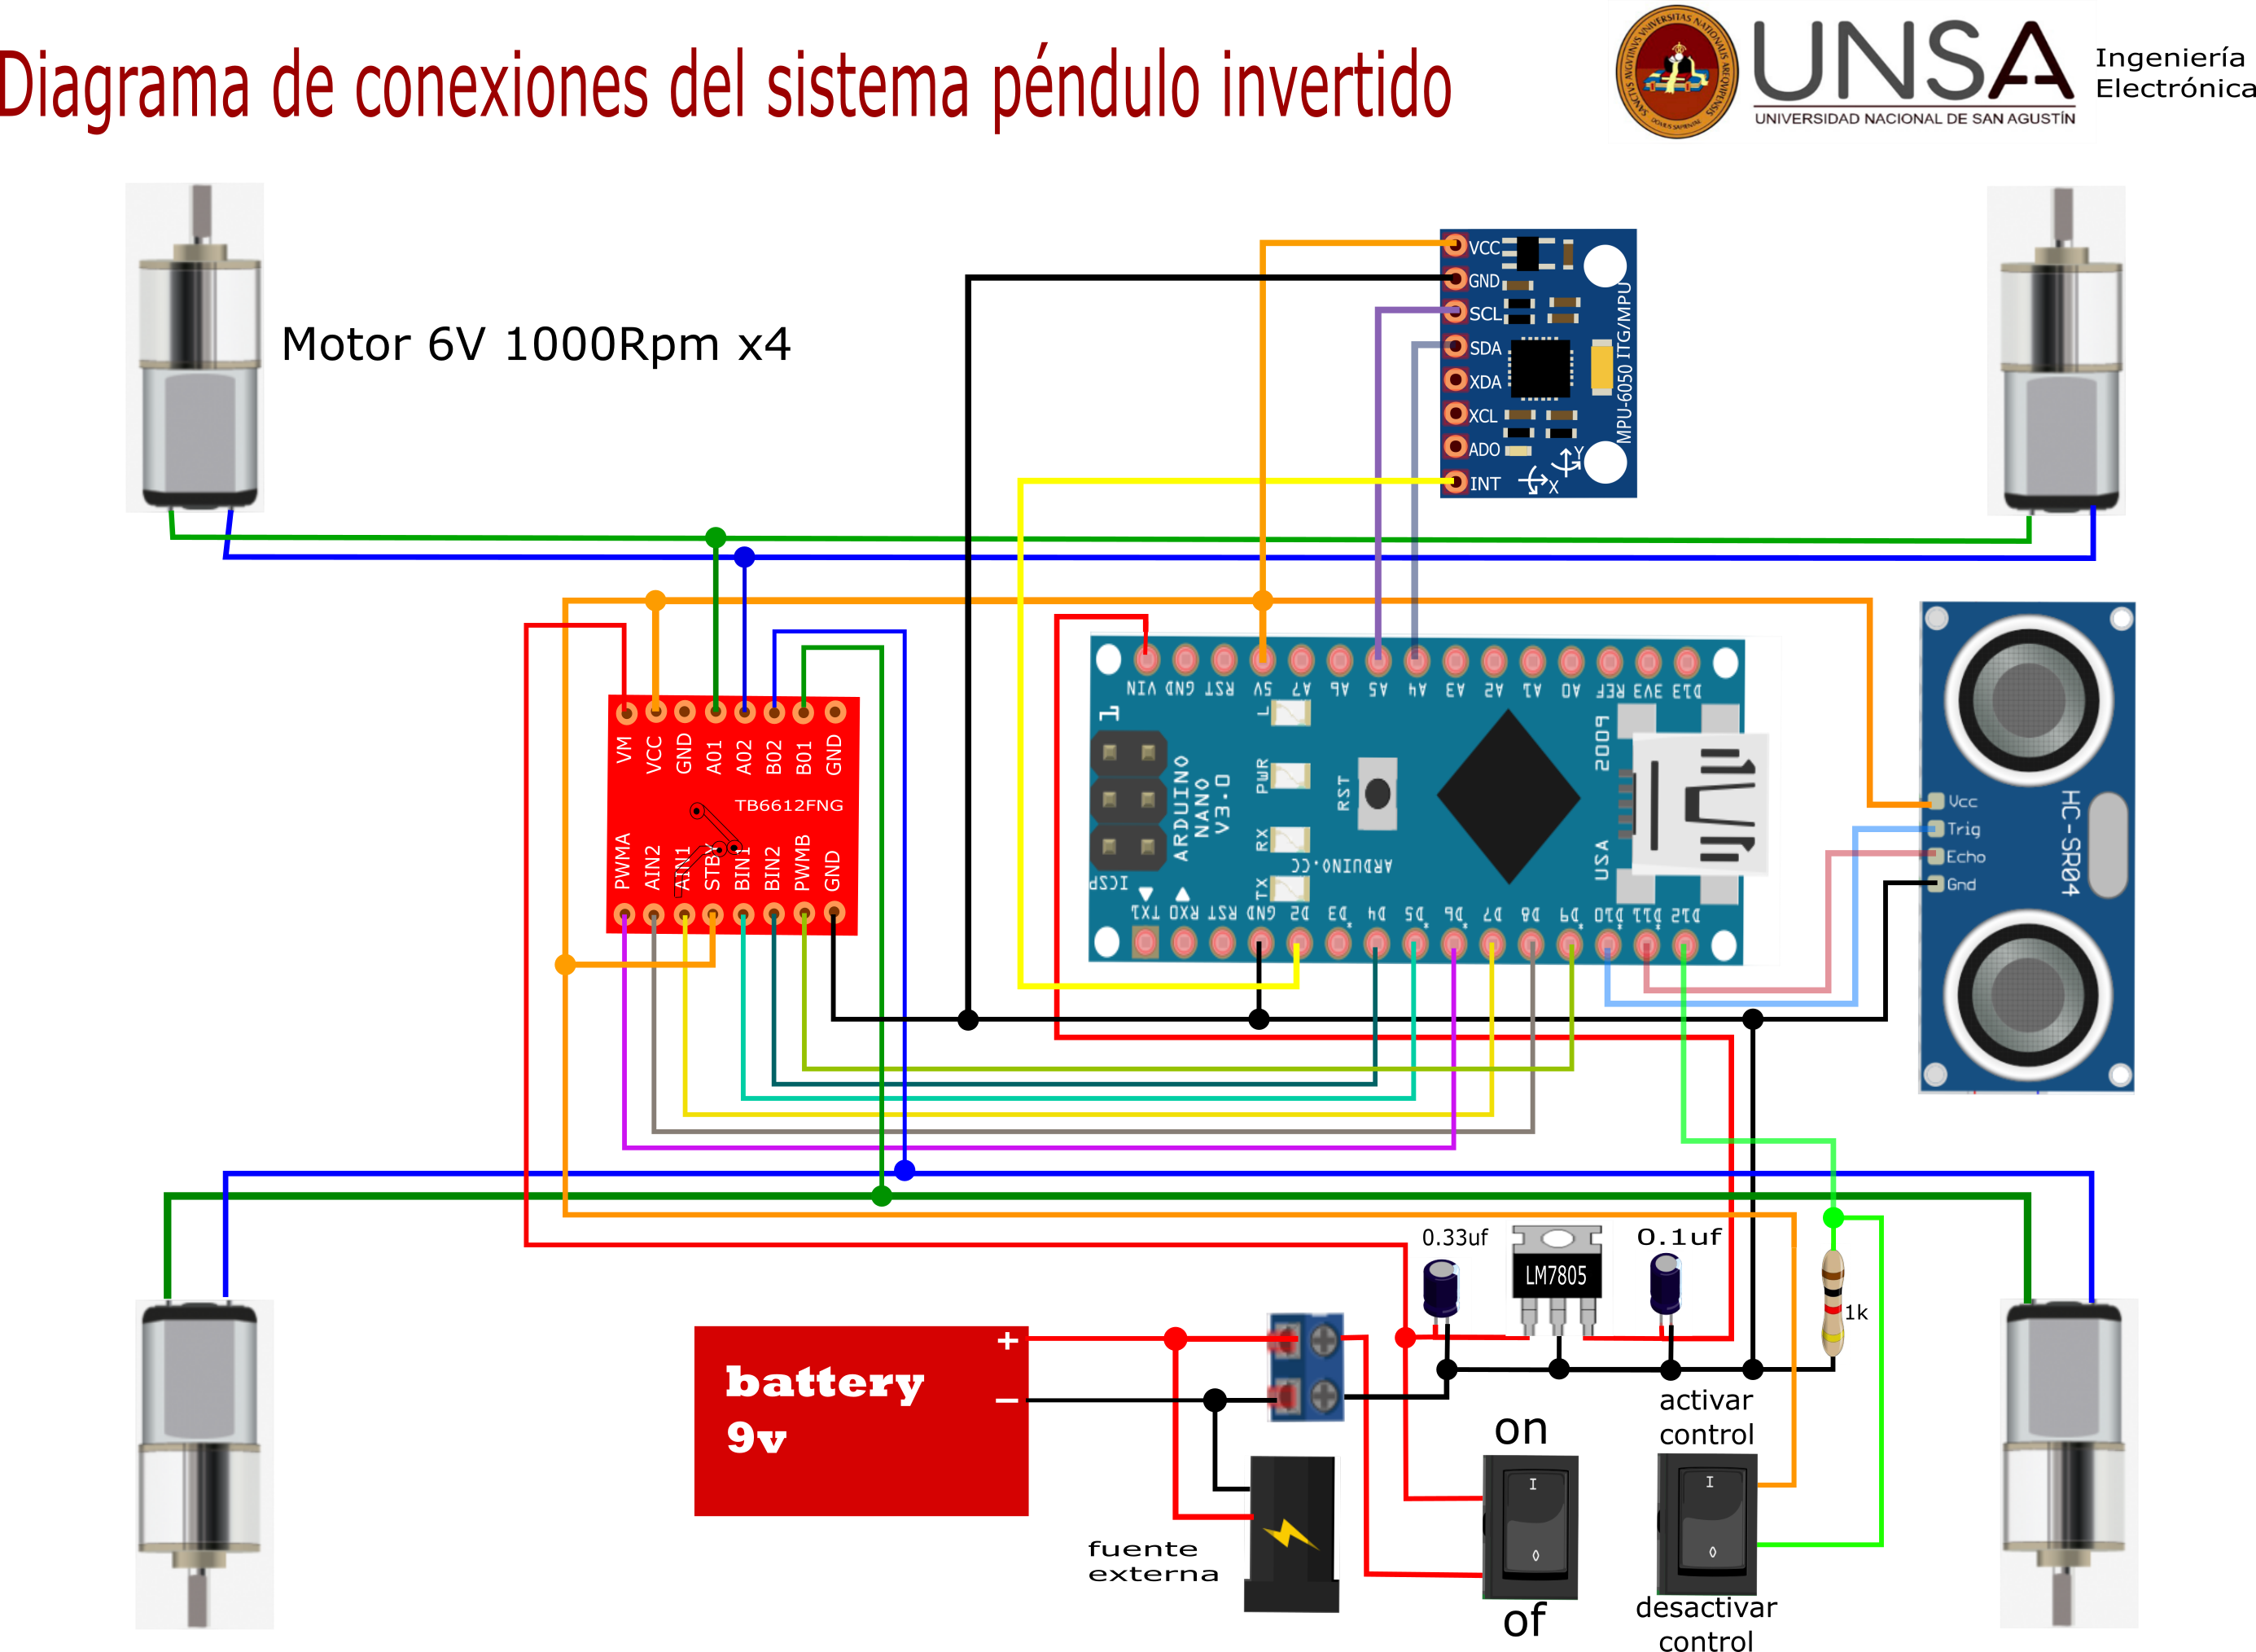 Diagrama de conexiones del sistema péndulo invertido
UNSA
UNIVERSIDAD NACIONAL DE SAN AGUSTÍN
Ingeniería
Electrónica
Motor 6V 1000Rpm x4
VCC
GND
SCL
SDA
XDA
XCL
ADO
INT
MPU-6050 ITG/MPU
Y
X
VM
VCC
GND
A01
A02
B02
B01
GND
TB6612FNG
PWMA
AIN2
AIN1
STBY
BIN1
BIN2
PWMB
GND
VIN
GND
RST
5V
A7
A6
A5
A4
A3
A2
A1
A0
REF
3V3
D13
1
L
PWR
RX
TX
RST
ARDUINO
NANO
V3.0
ARDUINO.CC
ICSP
USA
TX1
RX0
RST
GND
D2
D3
D4
D5
D6
D7
D8
D9
D10
D11
D12
Vcc
Trig
Echo
Gnd
HC-SR04
0.33uf
LM7805
0.1uf
1k
battery
9v
+
−
fuente
externa
on
I
O
of
activar
control
I
O
desactivar
control